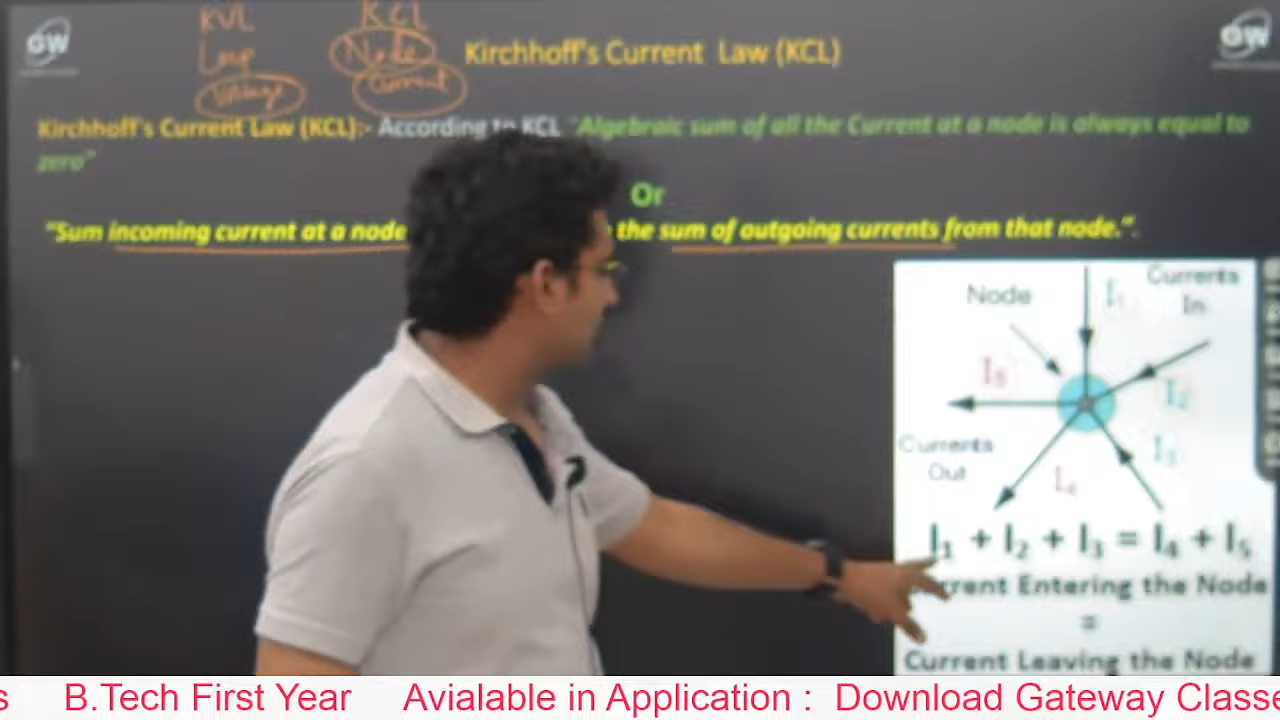 KVL KCL
Loop Node
Voltage Current
GW
GW
Kirchhoff's Current Law (KCL)
Kirchhoff's Current Law (KCL):- According to KCL "Algebraic sum of all the Current at a node is always equal to
zero"
Or
"Sum incoming current at a node the sum of outgoing currents from that node.".
Node
Currents
In
I1
I2
I3
I4
I5
Currents
Out
I1 + I2 + I3 = I4 + I5
Entering the Node
=
Current Leaving the Node
B.Tech First Year Avialable in Application : Download Gateway